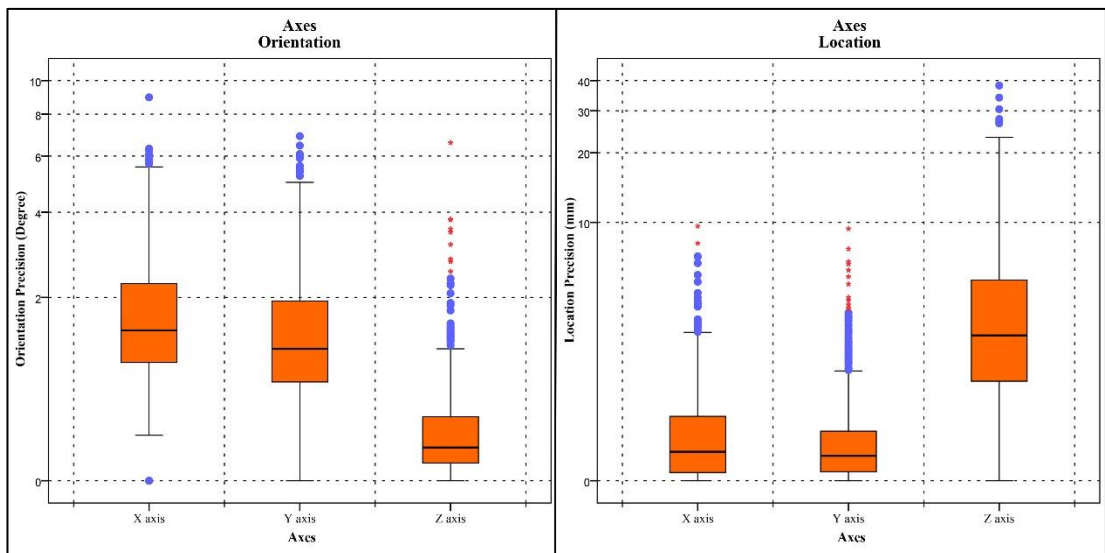 Axes
Orientation
Orientation Precision (Degree)
10
8
6
4
2
0
X axis
Y axis
Z axis
Axes
Axes
Location
Location Precision (mm)
40
30
20
10
0
X axis
Y axis
Z axis
Axes